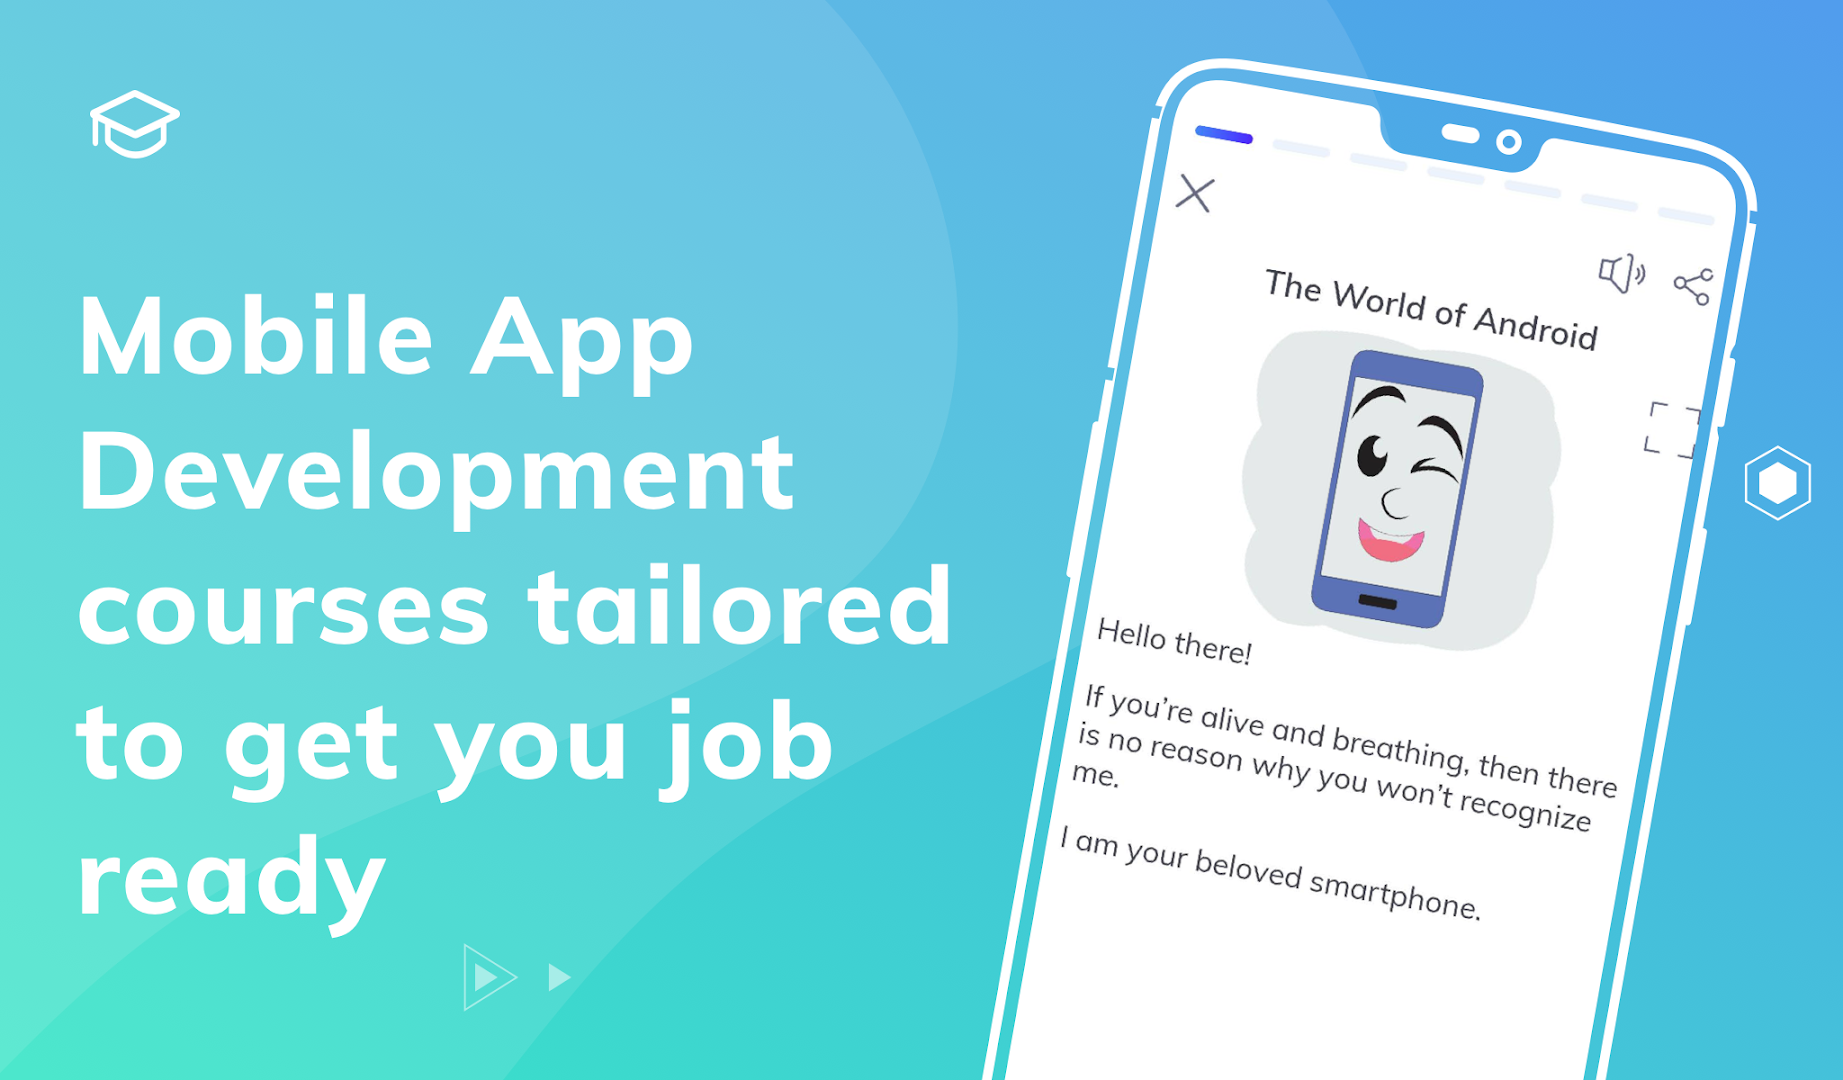 Mobile App
Development
courses tailored
to get you job
ready
The World of Android
Hello there!
If you’re alive and breathing, then there
is no reason why you won’t recognize
me.
I am your beloved smartphone.